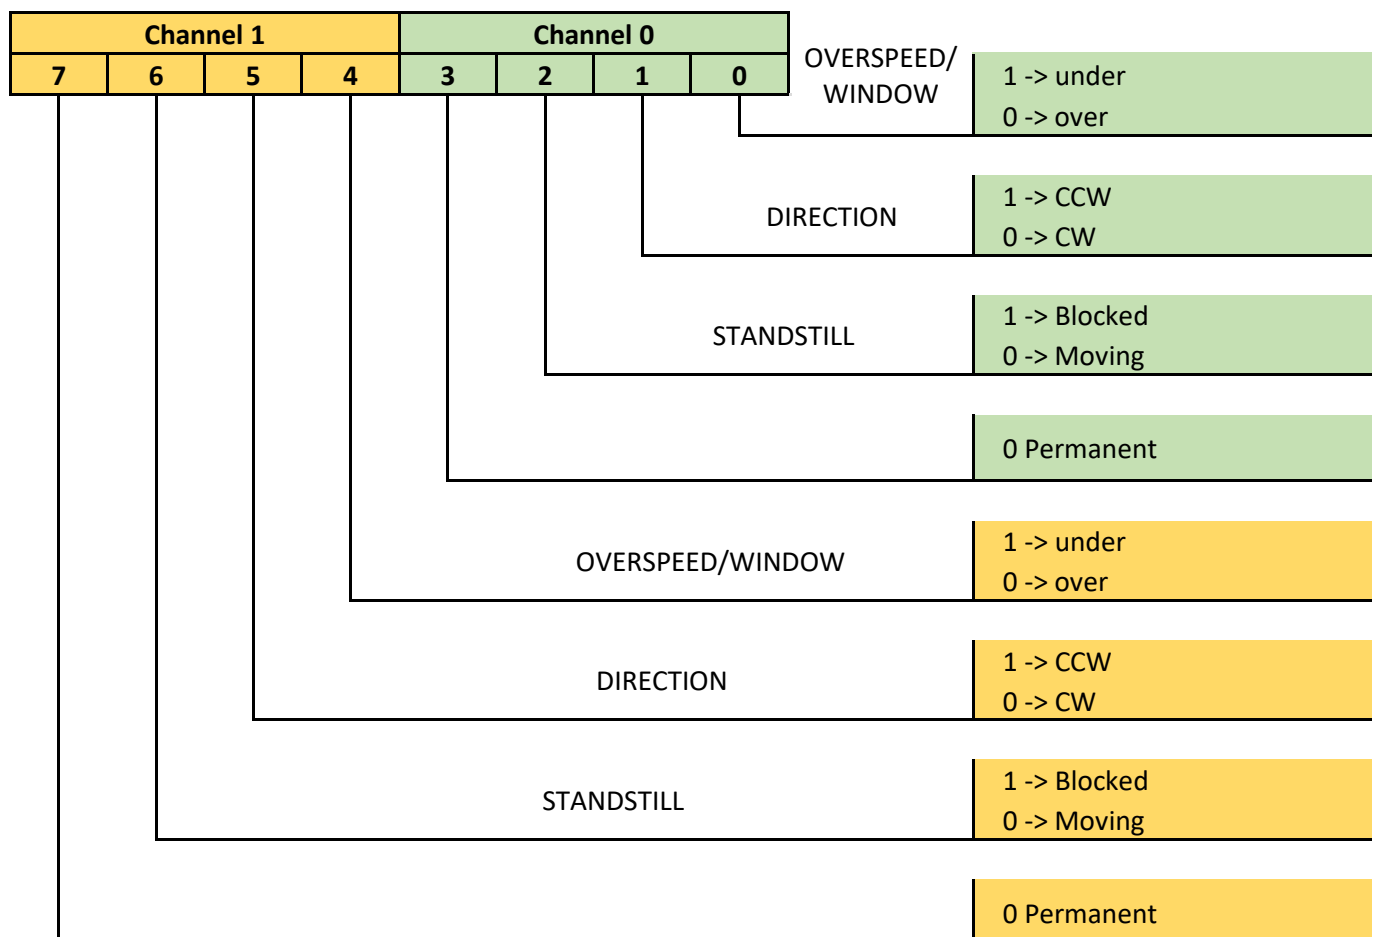 Channel 1 Channel 0
7 6 5 4 3 2 1 0
OVERSPEED/
WINDOW
1 -> under
0 -> over
DIRECTION
1 -> CCW
0 -> CW
STANDSTILL
1 -> Blocked
0 -> Moving
0 Permanent
OVERSPEED/WINDOW
1 -> under
0 -> over
DIRECTION
1 -> CCW
0 -> CW
STANDSTILL
1 -> Blocked
0 -> Moving
0 Permanent